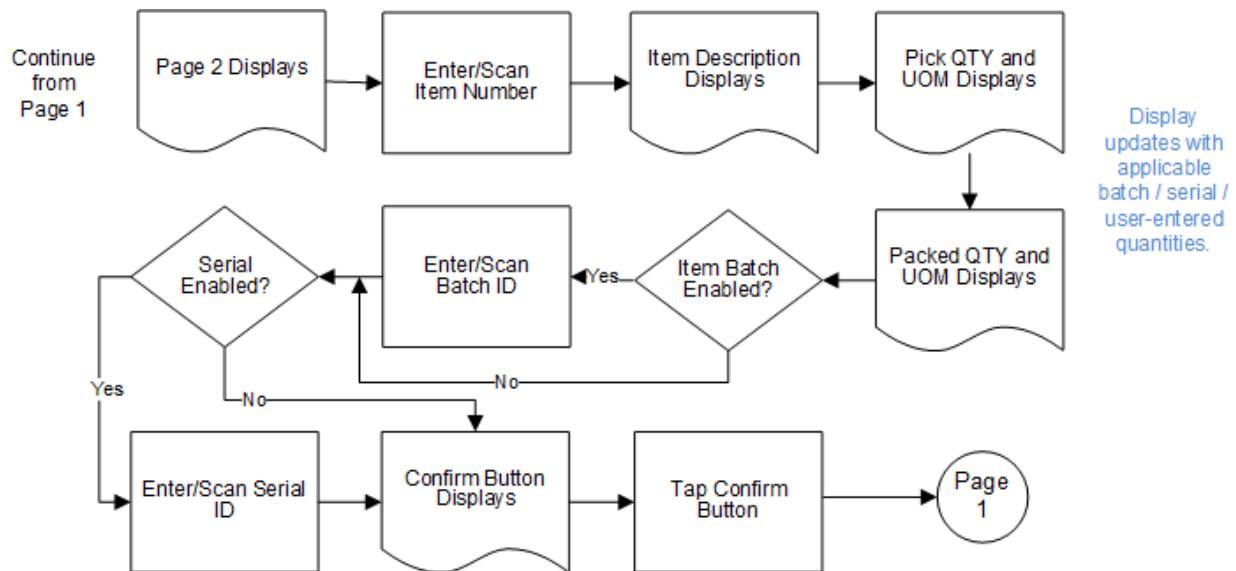 Continue
from
Page 1
Page 2 Displays
Enter/Scan
Item Number
Item Description
Displays
Pick QTY and
UOM Displays
Display
updates with
applicable
batch / serial /
user-entered
quantities.
Packed QTY and
UOM Displays
Item Batch
Enabled?
Yes
No
Enter/Scan
Batch ID
Serial
Enabled?
Yes
No
Enter/Scan Serial
ID
Confirm Button
Displays
Tap Confirm
Button
Page
1